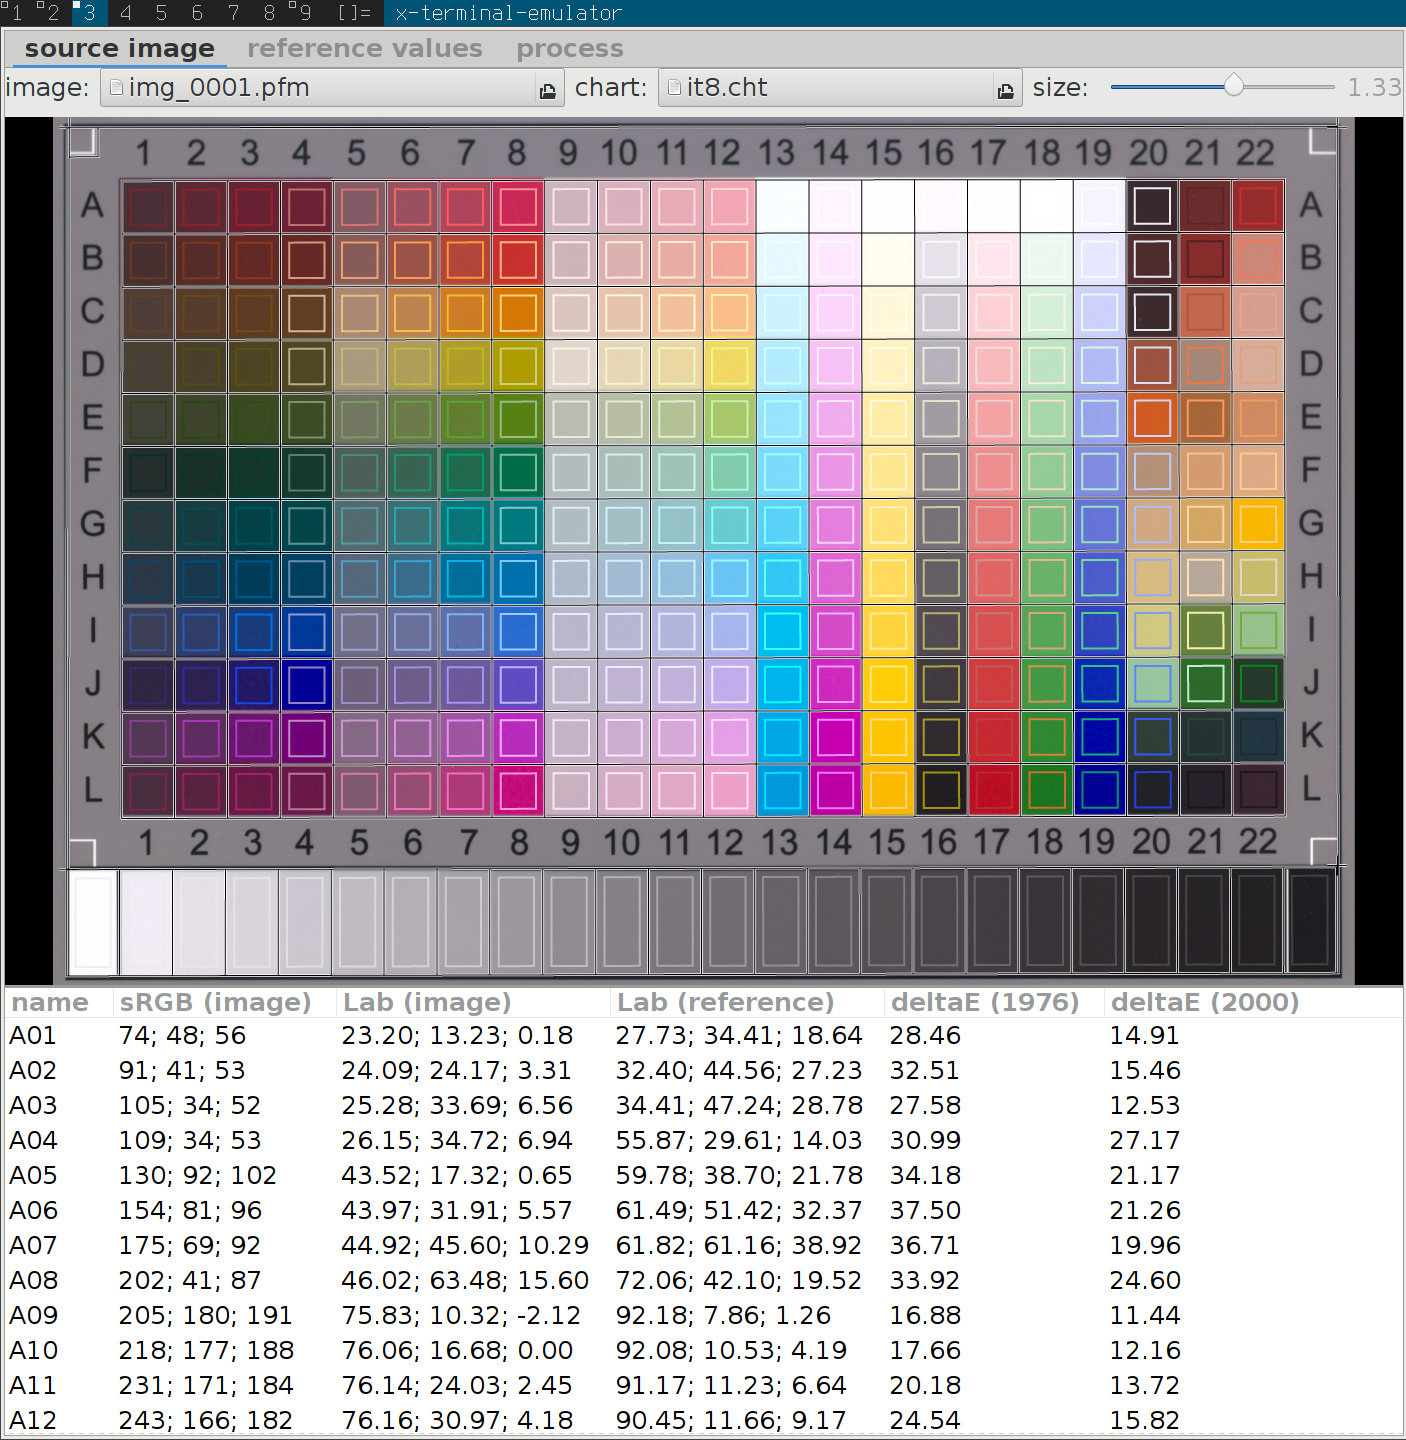 1 2 3 4 5 6 7 8 9 []= x-terminal-emulator
source image reference values process
image: img_0001.pfm chart: it8.cht size: 1.33
1 2 3 4 5 6 7 8 9 10 11 12 13 14 15 16 17 18 19 20 21 22
A A
B B
C C
D D
E E
F F
G G
H H
I I
J J
K K
L L
1 2 3 4 5 6 7 8 9 10 11 12 13 14 15 16 17 18 19 20 21 22
name sRGB (image) Lab (image) Lab (reference) deltaE (1976) deltaE (2000)
A01 74; 48; 56 23.20; 13.23; 0.18 27.73; 34.41; 18.64 28.46 14.91
A02 91; 41; 53 24.09; 24.17; 3.31 32.40; 44.56; 27.23 32.51 15.46
A03 105; 34; 52 25.28; 33.69; 6.56 34.41; 47.24; 28.78 27.58 12.53
A04 109; 34; 53 26.15; 34.72; 6.94 55.87; 29.61; 14.03 30.99 27.17
A05 130; 92; 102 43.52; 17.32; 0.65 59.78; 38.70; 21.78 34.18 21.17
A06 154; 81; 96 43.97; 31.91; 5.57 61.49; 51.42; 32.37 37.50 21.26
A07 175; 69; 92 44.92; 45.60; 10.29 61.82; 61.16; 38.92 36.71 19.96
A08 202; 41; 87 46.02; 63.48; 15.60 72.06; 42.10; 19.52 33.92 24.60
A09 205; 180; 191 75.83; 10.32; -2.12 92.18; 7.86; 1.26 16.88 11.44
A10 218; 177; 188 76.06; 16.68; 0.00 92.08; 10.53; 4.19 17.66 12.16
A11 231; 171; 184 76.14; 24.03; 2.45 91.17; 11.23; 6.64 20.18 13.72
A12 243; 166; 182 76.16; 30.97; 4.18 90.45; 11.66; 9.17 24.54 15.82